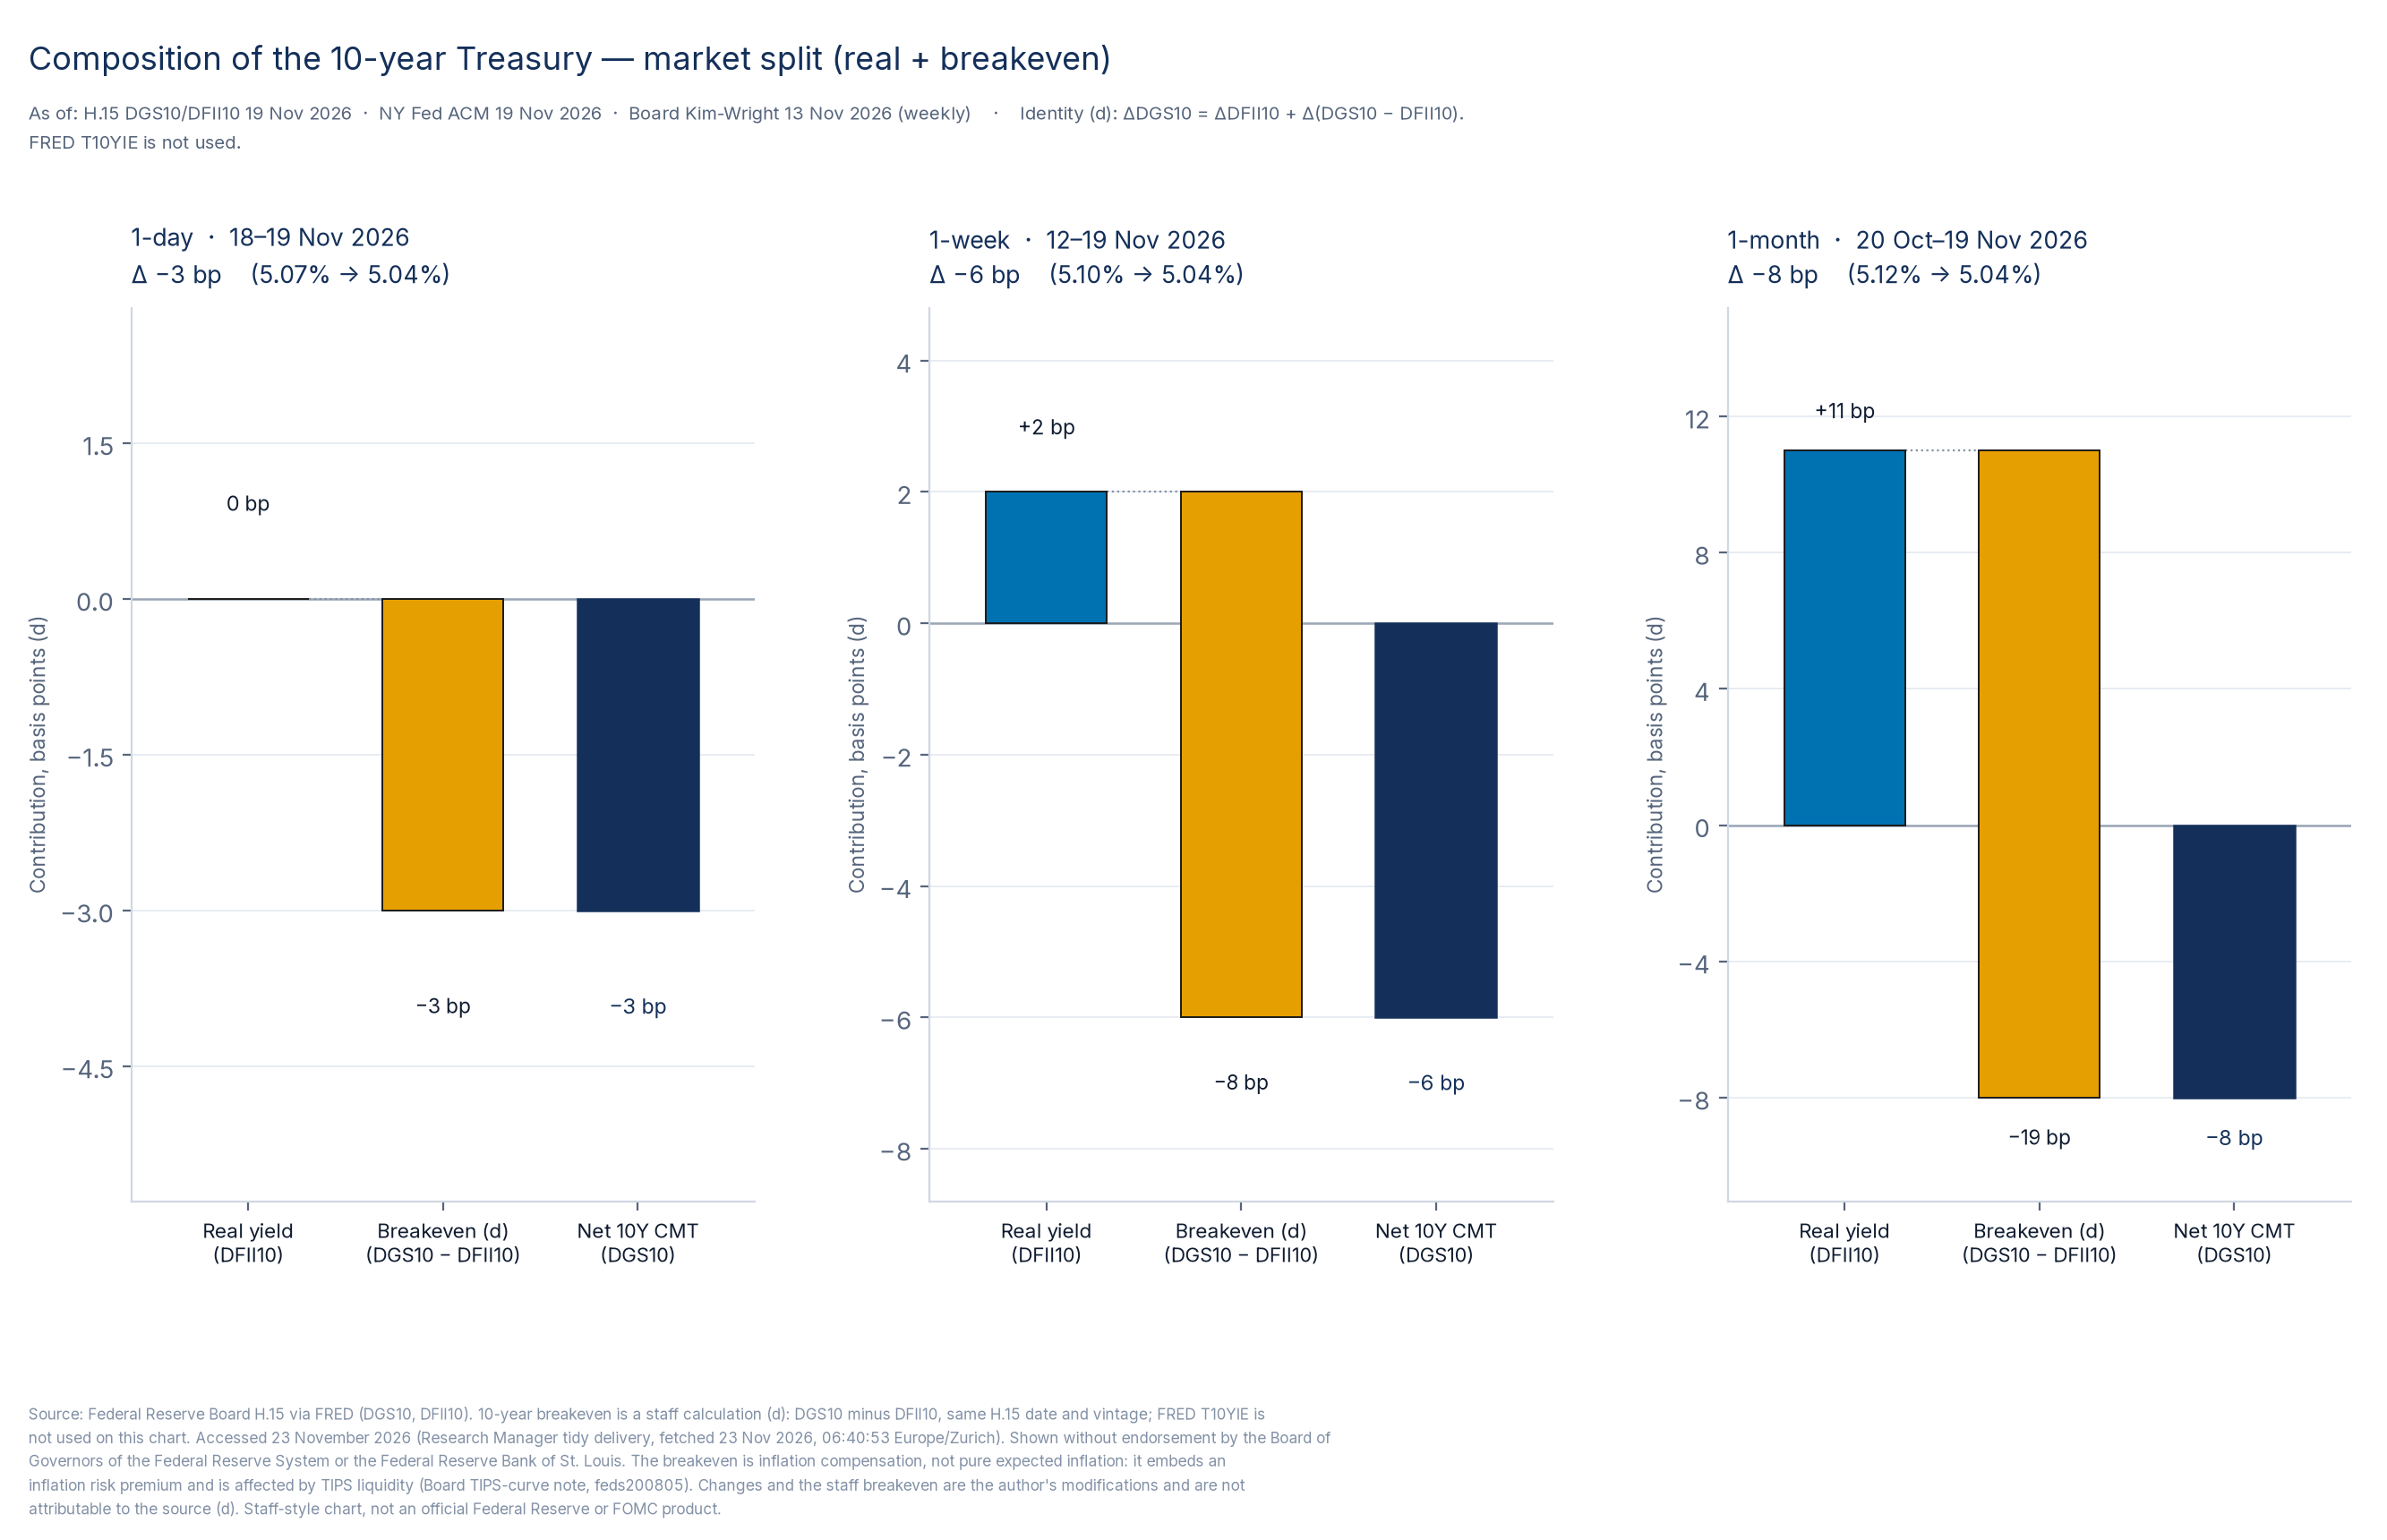 Composition of the 10-year Treasury — market split (real + breakeven)
As of: H.15 DGS10/DFII10 19 Nov 2026 · NY Fed ACM 19 Nov 2026 · Board Kim-Wright 13 Nov 2026 (weekly) · Identity (d): ΔDGS10 = ΔDFII10 + Δ(DGS10 − DFII10).
FRED T10YIE is not used.
1-day · 18–19 Nov 2026
Δ −3 bp (5.07% → 5.04%)
Contribution, basis points (d)
1.5
0.0
−1.5
−3.0
−4.5
0 bp
−3 bp
−3 bp
Real yield
(DFII10)
Breakeven (d)
(DGS10 − DFII10)
Net 10Y CMT
(DGS10)
1-week · 12–19 Nov 2026
Δ −6 bp (5.10% → 5.04%)
Contribution, basis points (d)
4
2
0
−2
−4
−6
−8
+2 bp
−8 bp
−6 bp
Real yield
(DFII10)
Breakeven (d)
(DGS10 − DFII10)
Net 10Y CMT
(DGS10)
1-month · 20 Oct–19 Nov 2026
Δ −8 bp (5.12% → 5.04%)
Contribution, basis points (d)
12
8
4
0
−4
−8
+11 bp
−19 bp
−8 bp
Real yield
(DFII10)
Breakeven (d)
(DGS10 − DFII10)
Net 10Y CMT
(DGS10)
Source: Federal Reserve Board H.15 via FRED (DGS10, DFII10). 10-year breakeven is a staff calculation (d): DGS10 minus DFII10, same H.15 date and vintage; FRED T10YIE is
not used on this chart. Accessed 23 November 2026 (Research Manager tidy delivery, fetched 23 Nov 2026, 06:40:53 Europe/Zurich). Shown without endorsement by the Board of
Governors of the Federal Reserve System or the Federal Reserve Bank of St. Louis. The breakeven is inflation compensation, not pure expected inflation: it embeds an
inflation risk premium and is affected by TIPS liquidity (Board TIPS-curve note, feds200805). Changes and the staff breakeven are the author's modifications and are not
attributable to the source (d). Staff-style chart, not an official Federal Reserve or FOMC product.